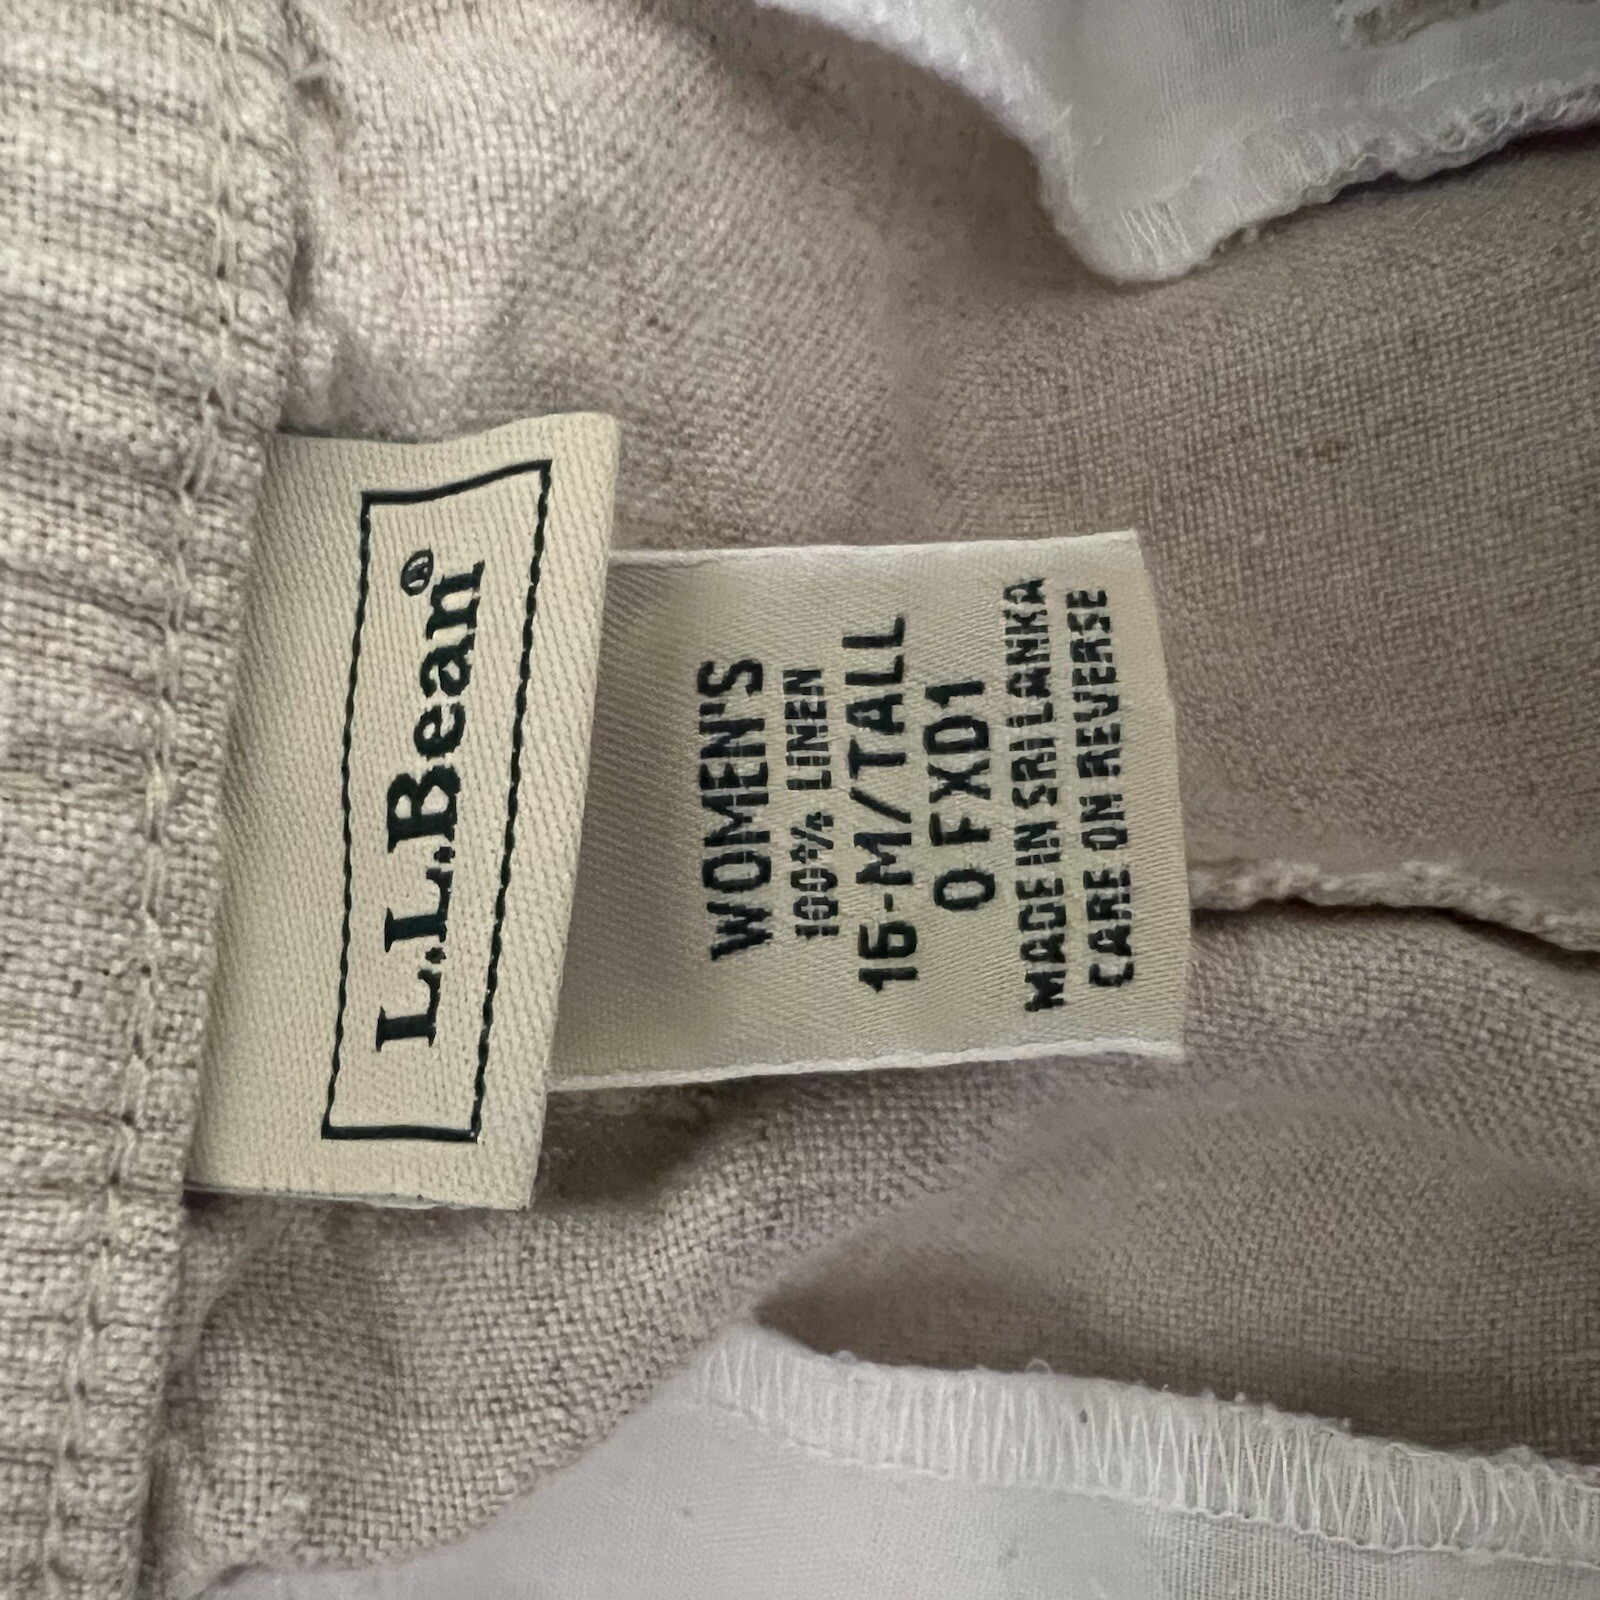 L.L.Bean®
WOMEN'S
100% LINEN
16-M/TALL
0 FXD1
MADE IN SRI LANKA
CARE ON REVERSE